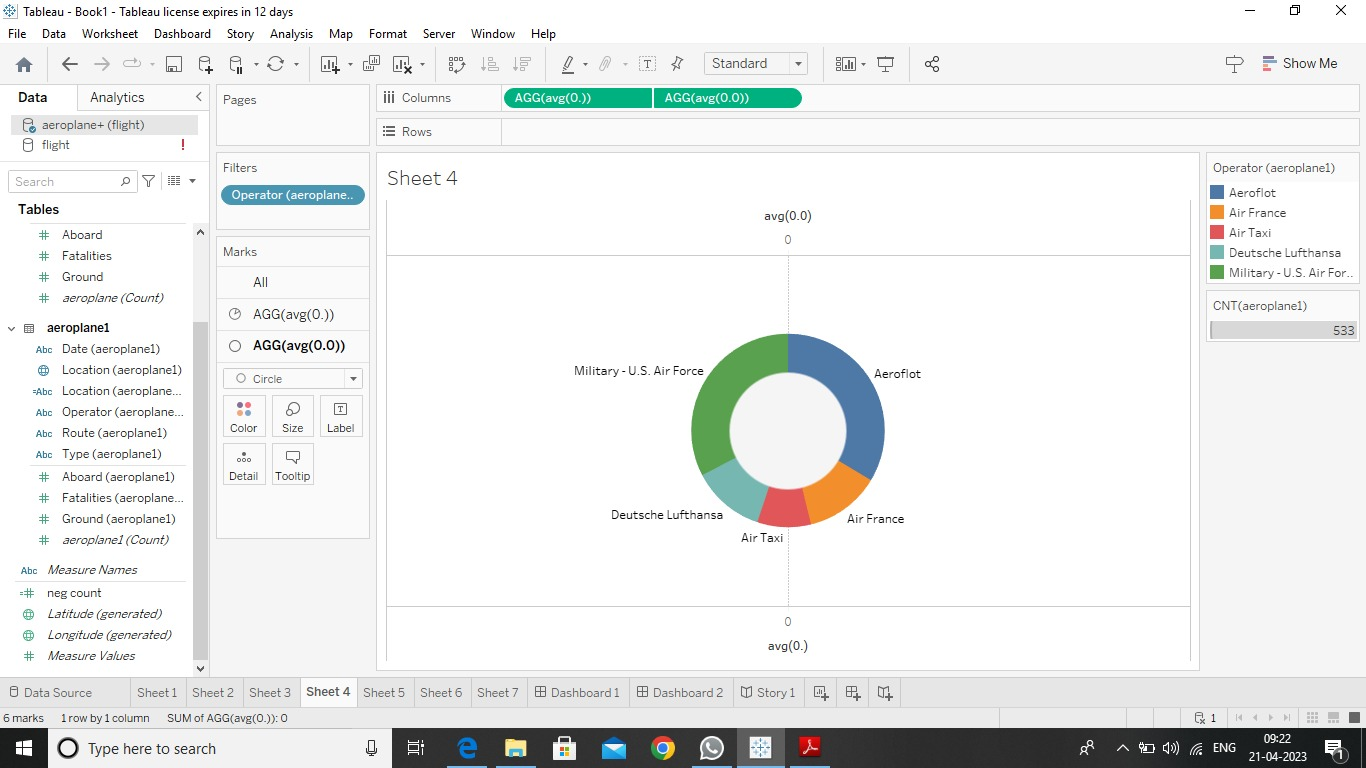 Tableau - Book1 - Tableau license expires in 12 days
File Data Worksheet Dashboard Story Analysis Map Format Server Window Help
Standard
Show Me
Data Analytics
aeroplane+ (flight)
flight !
Search
Tables
Aboard
Fatalities
Ground
aeroplane (Count)
aeroplane1
Abc Date (aeroplane1)
Location (aeroplane1)
=Abc Location (aeroplane...
Abc Operator (aeroplane...
Abc Route (aeroplane1)
Abc Type (aeroplane1)
# Aboard (aeroplane1)
# Fatalities (aeroplane...
# Ground (aeroplane1)
# aeroplane1 (Count)
Abc Measure Names
=# neg count
Latitude (generated)
Longitude (generated)
# Measure Values
Pages
Filters
Operator (aeroplane..
Marks
All
AGG(avg(0.))
AGG(avg(0.0))
Circle
Color Size Label
Detail Tooltip
Columns AGG(avg(0.)) AGG(avg(0.0))
Rows
Sheet 4
avg(0.0)
0
Military - U.S. Air Force
Aeroflot
Deutsche Lufthansa
Air France
Air Taxi
0
avg(0.)
Operator (aeroplane1)
Aeroflot
Air France
Air Taxi
Deutsche Lufthansa
Military - U.S. Air For..
CNT(aeroplane1)
533
Data Source Sheet 1 Sheet 2 Sheet 3 Sheet 4 Sheet 5 Sheet 6 Sheet 7 Dashboard 1 Dashboard 2 Story 1
6 marks 1 row by 1 column SUM of AGG(avg(0.)): 0
1
Type here to search
ENG
09:22
21-04-2023
1